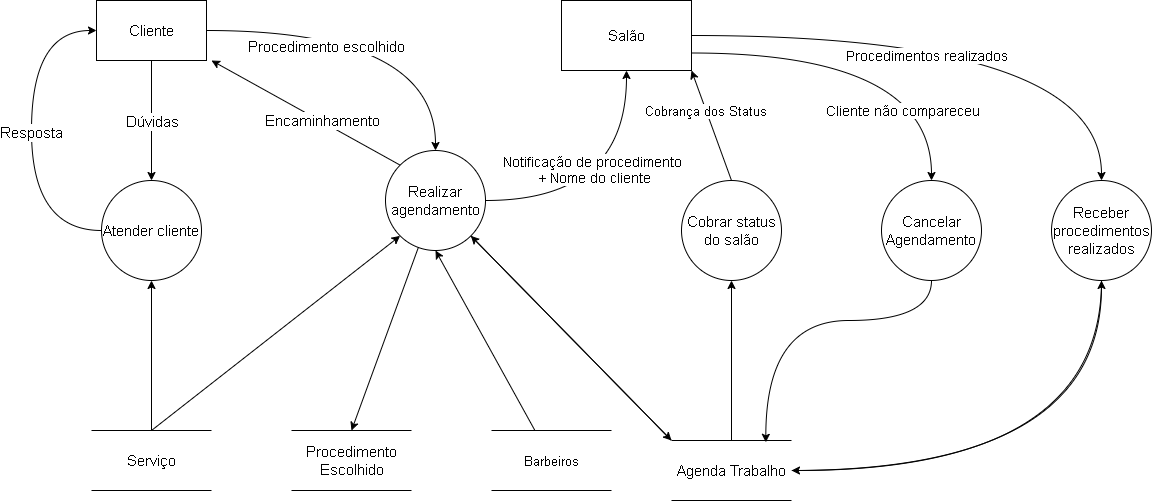 Cliente
Salão
Procedimento escolhido
Procedimentos realizados
Encaminhamento
Dúvidas
Resposta
Cobrança dos Status
Cliente não compareceu
Notificação de procedimento
+ Nome do cliente
Realizar
agendamento
Atender cliente
Cobrar status
do salão
Cancelar
Agendamento
Receber
procedimentos
realizados
Serviço
Procedimento
Escolhido
Barbeiros
Agenda Trabalho